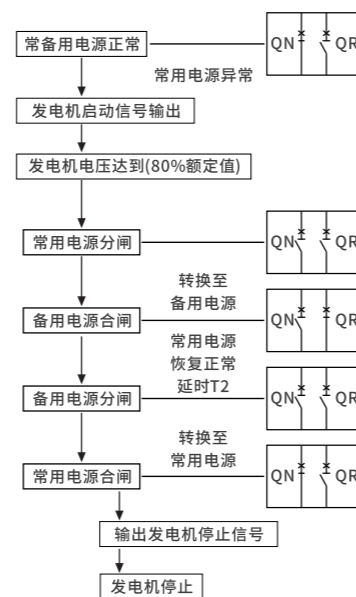 常备用电源正常
QN
QR
常用电源异常
发电机启动信号输出
发电机电压达到(80%额定值)
常用电源分闸
QN
QR
转换至
备用电源
备用电源合闸
QN
QR
常用电源
恢复正常
延时T2
备用电源分闸
QN
QR
转换至
常用电源
常用电源合闸
QN
QR
输出发电机停止信号
发电机停止